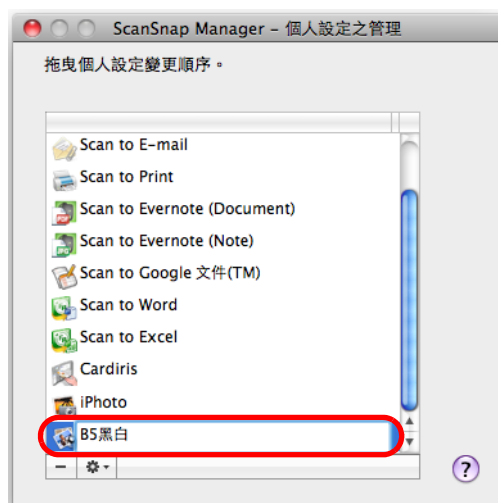 ScanSnap Manager – 個人設定之管理
拖曳個人設定變更順序。
Scan to E-mail
Scan to Print
Scan to Evernote (Document)
Scan to Evernote (Note)
Scan to Google 文件(TM)
Scan to Word
Scan to Excel
Cardiris
iPhoto
B5黑白
?